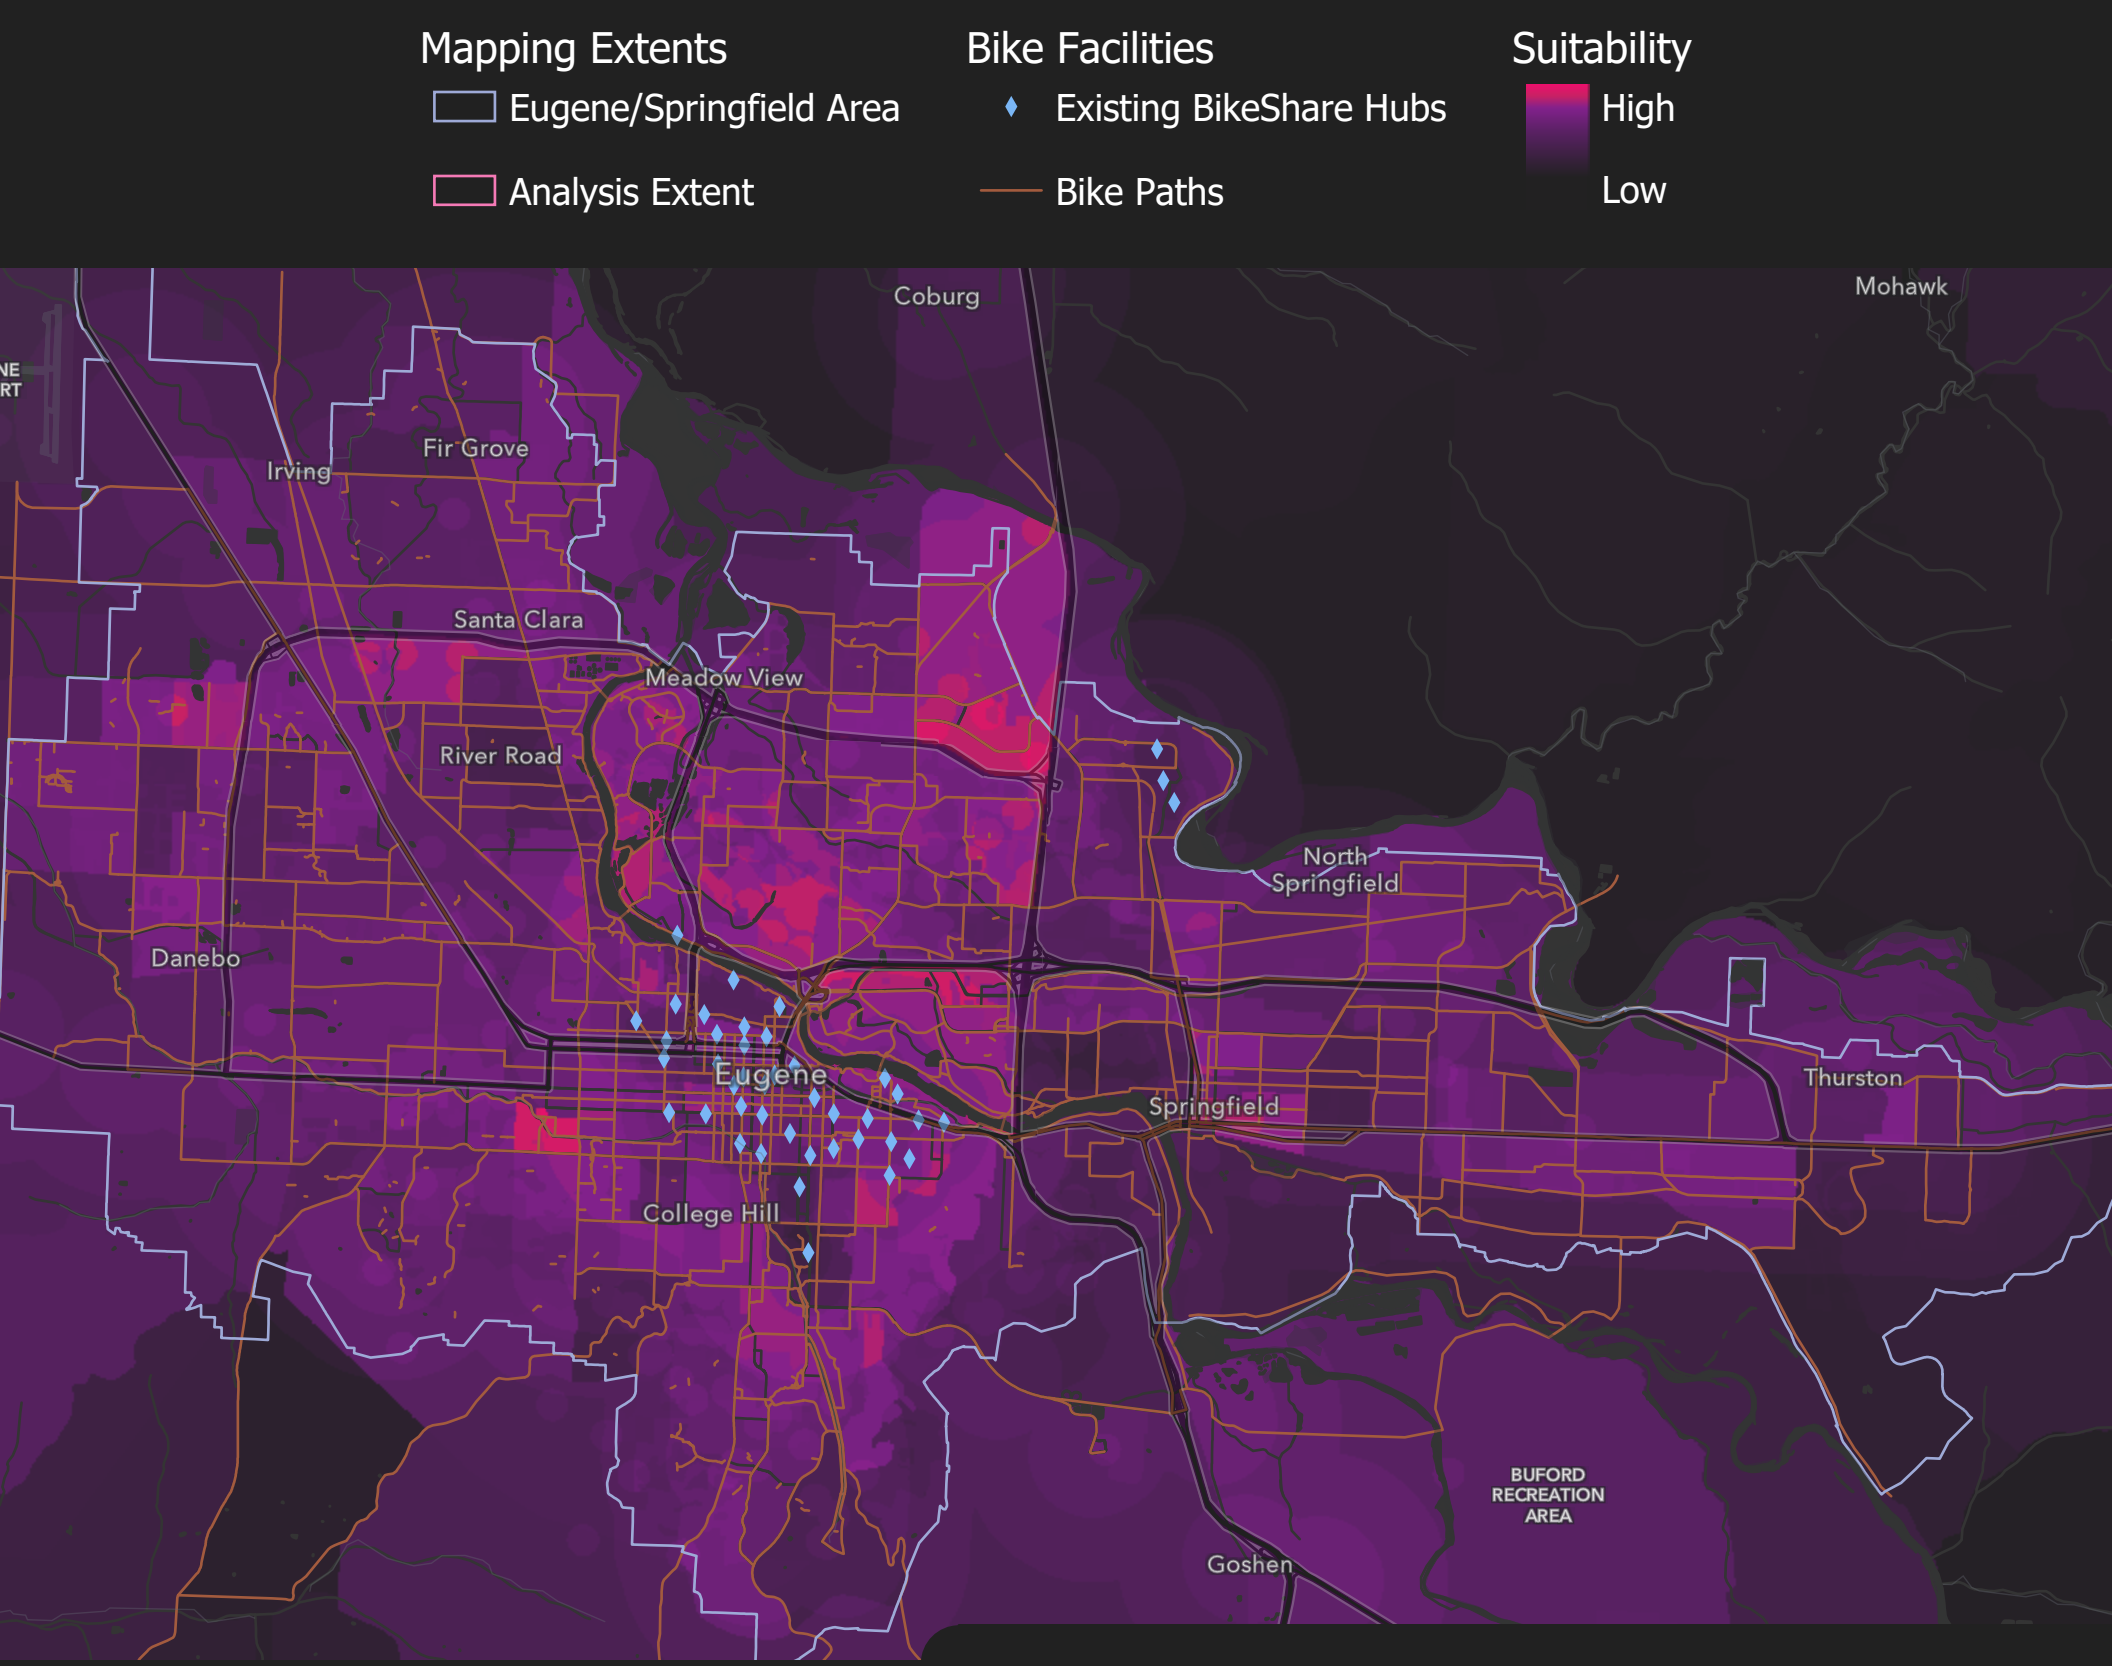 Mapping Extents
Eugene/Springfield Area
Analysis Extent
Bike Facilities
Existing BikeShare Hubs
Bike Paths
Suitability
High
Low
Coburg
Mohawk
NE
RT
Irving
Fir Grove
Santa Clara
Meadow View
River Road
North
Springfield
Danebo
Eugene
Springfield
Thurston
College Hill
BUFORD
RECREATION
AREA
Goshen